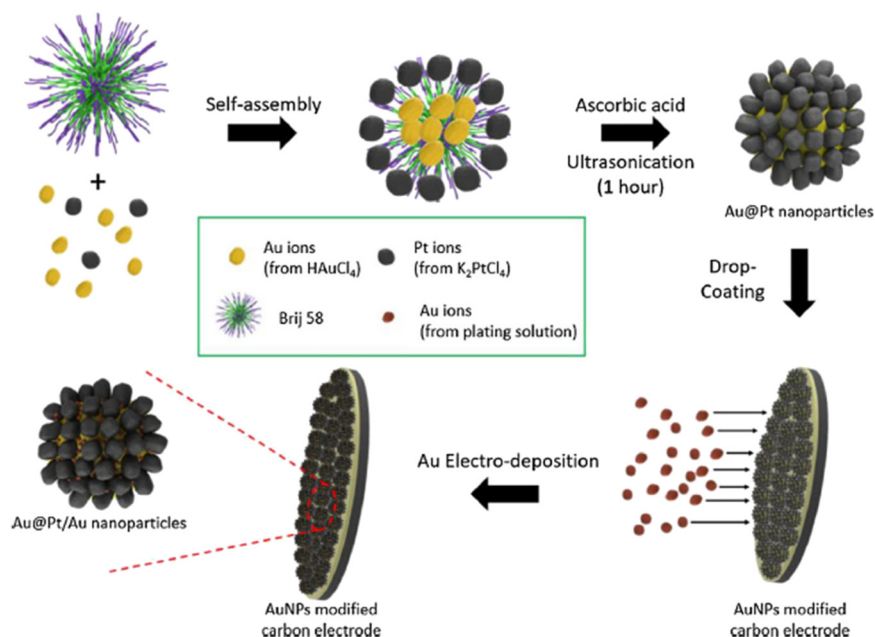 Self-assembly
Ascorbic acid
Ultrasonication
(1 hour)
+
Au@Pt nanoparticles
Au ions
(from HAuCl₄)
Pt ions
(from K₂PtCl₄)
Brij 58
Au ions
(from plating solution)
Drop-
Coating
Au Electro-deposition
Au@Pt/Au nanoparticles
AuNPs modified
carbon electrode
AuNPs modified
carbon electrode